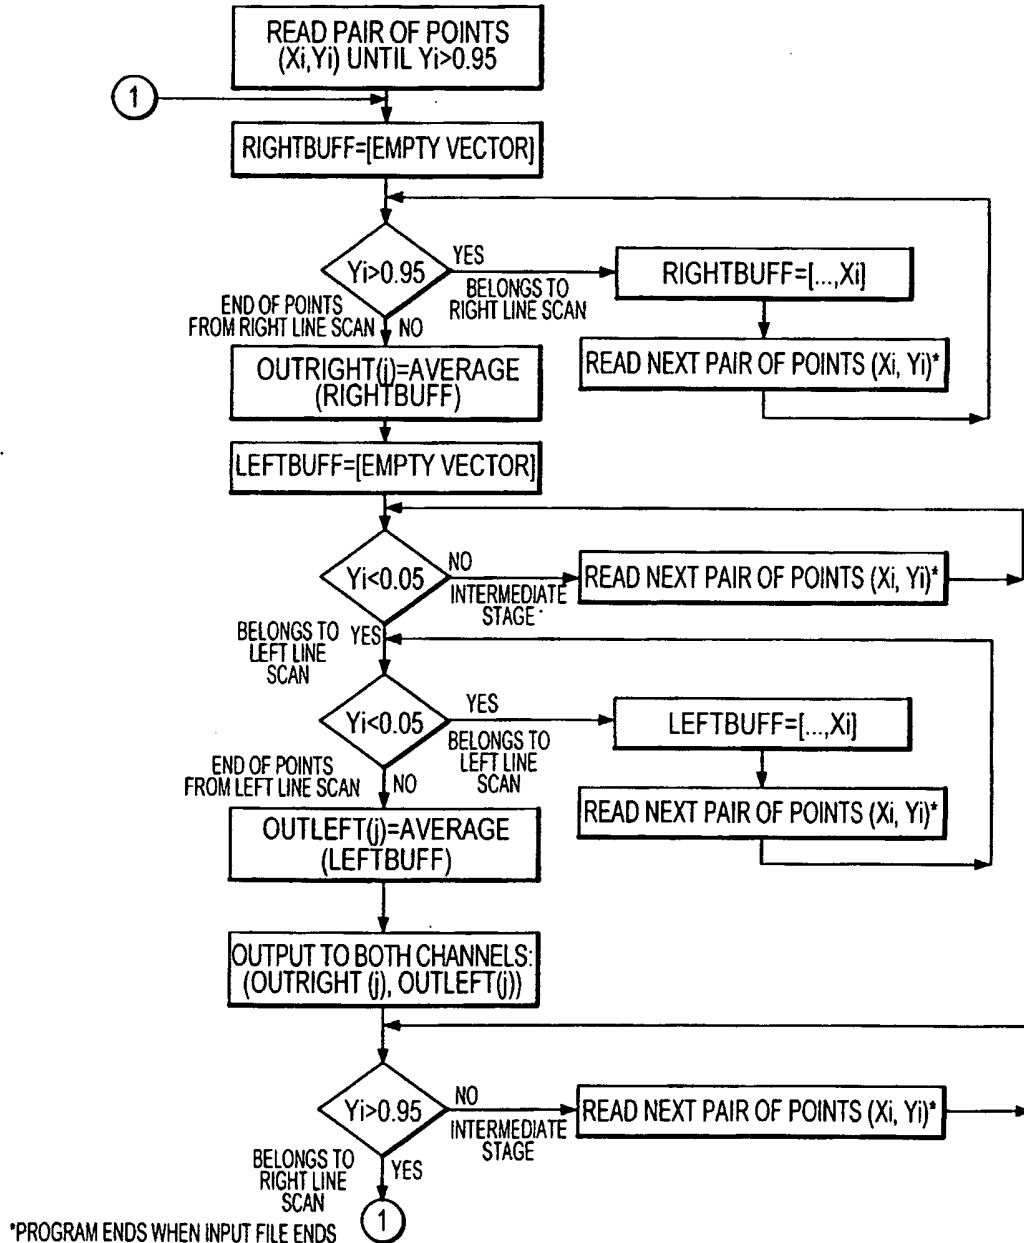 READ PAIR OF POINTS
(Xi,Yi) UNTIL Yi>0.95
1
RIGHTBUFF=[EMPTY VECTOR]
Yi>0.95
YES
BELONGS TO
RIGHT LINE SCAN
RIGHTBUFF=[...,Xi]
READ NEXT PAIR OF POINTS (Xi, Yi)*
END OF POINTS
FROM RIGHT LINE SCAN
NO
OUTRIGHT(j)=AVERAGE
(RIGHTBUFF)
LEFTBUFF=[EMPTY VECTOR]
Yi<0.05
NO
INTERMEDIATE
STAGE
READ NEXT PAIR OF POINTS (Xi, Yi)*
BELONGS TO
LEFT LINE
SCAN
YES
Yi<0.05
YES
BELONGS TO
LEFT LINE
SCAN
LEFTBUFF=[...,Xi]
READ NEXT PAIR OF POINTS (Xi, Yi)*
END OF POINTS
FROM LEFT LINE SCAN
NO
OUTLEFT(j)=AVERAGE
(LEFTBUFF)
OUTPUT TO BOTH CHANNELS:
(OUTRIGHT (j), OUTLEFT(j))
Yi>0.95
NO
INTERMEDIATE
STAGE
READ NEXT PAIR OF POINTS (Xi, Yi)*
BELONGS TO
RIGHT LINE
SCAN
YES
1
*PROGRAM ENDS WHEN INPUT FILE ENDS